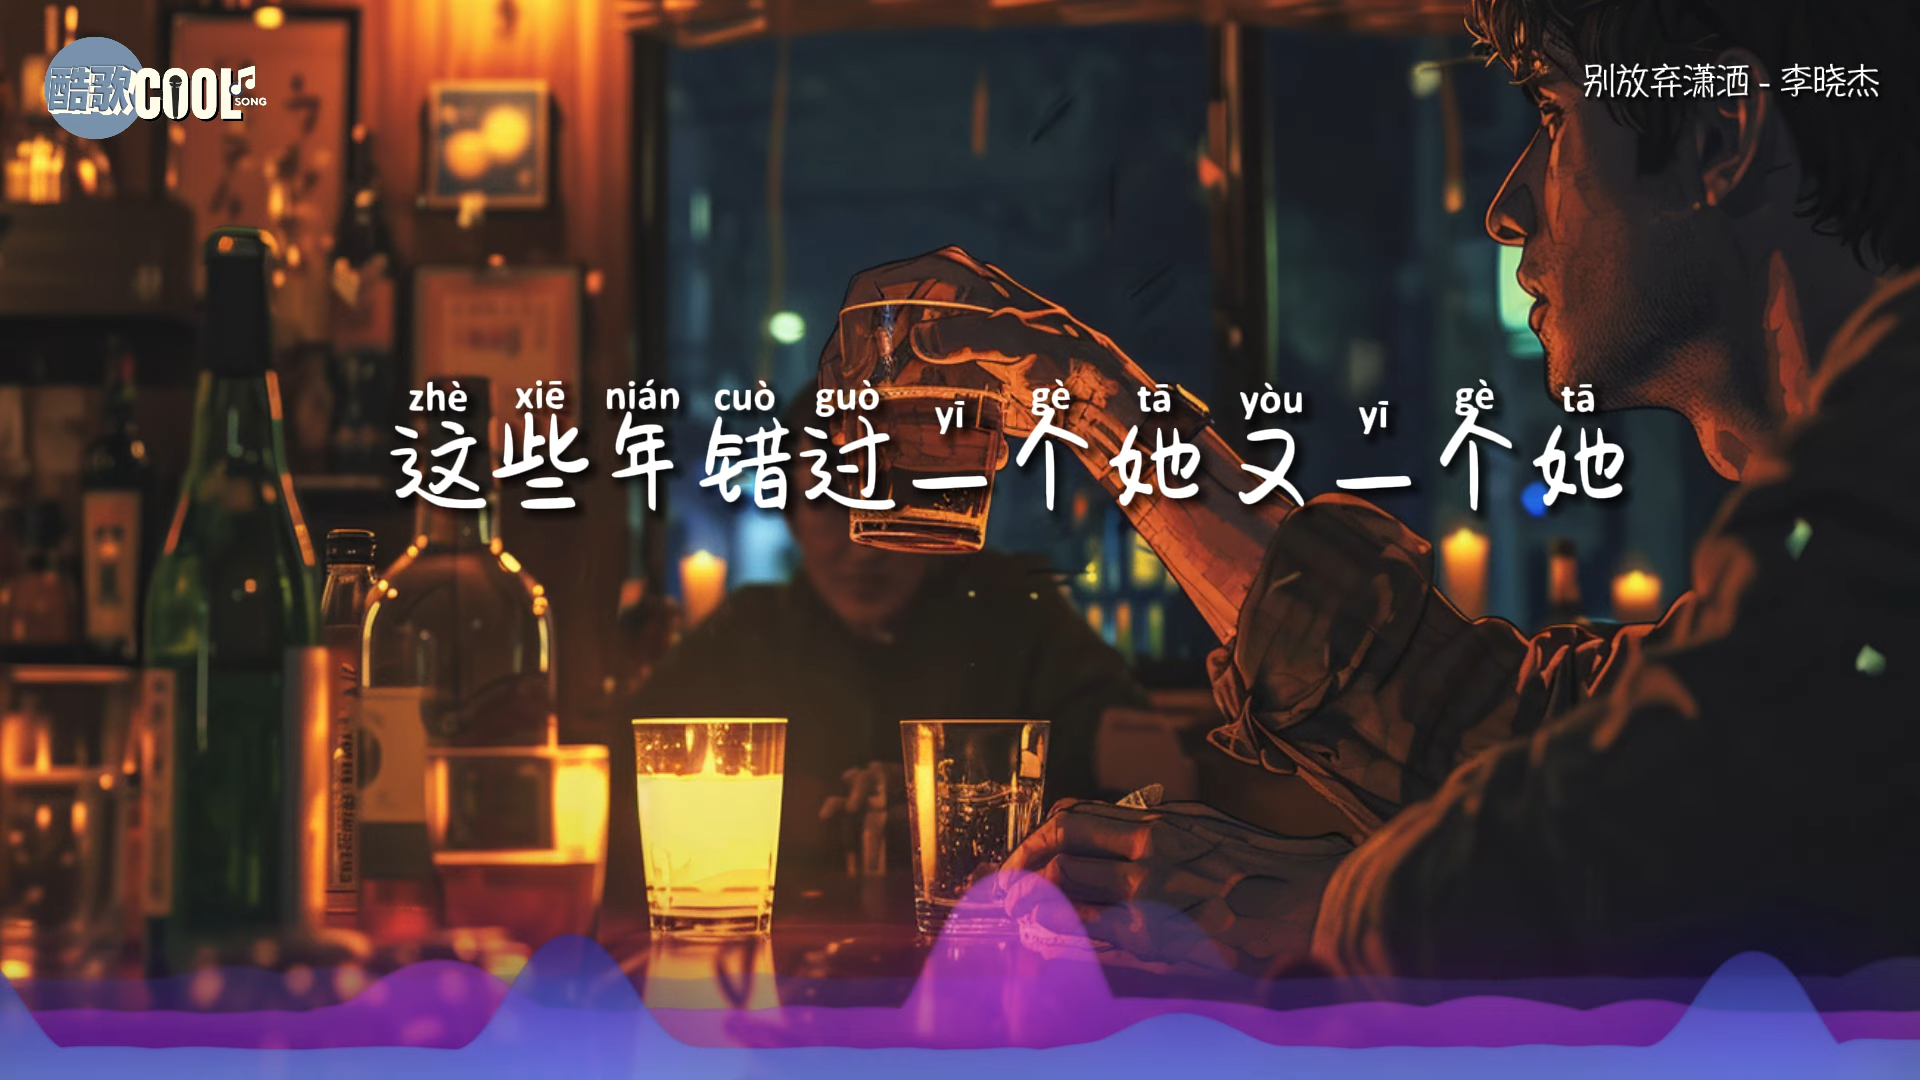 酷歌COOL
SONG
别放弃潇洒 - 李晓杰
zhè xiē nián cuò guò yī gè tā yòu yī gè tā
这些年错过一个她又一个她